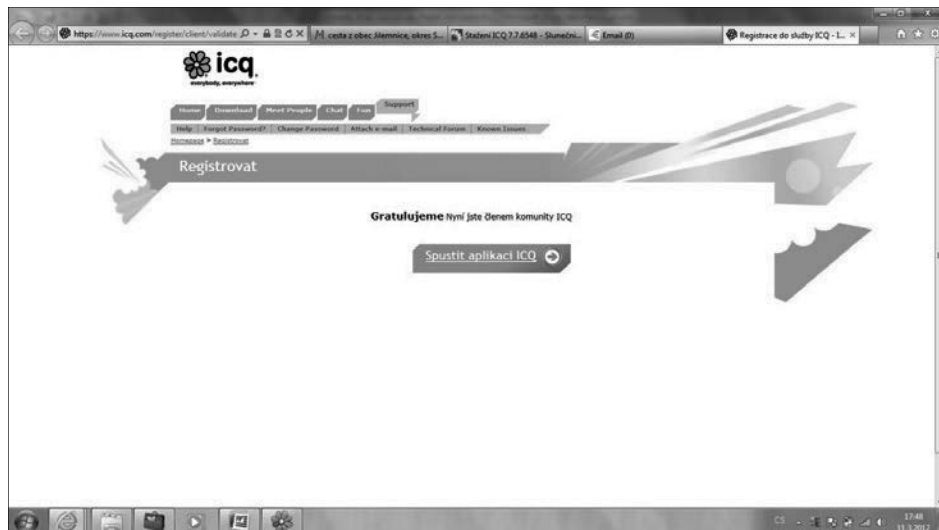 https://www.icq.com/register/client/validate
M cesta z obec Jilemnice, okres S...
Stažení ICQ 7.7.6548 - Slunečni...
Email (0)
Registrace do služby ICQ - I...
icq
everybody, everywhere
Home Download Meet People Chat Fun Support
Help | Forgot Password? | Change Password | Attach e-mail | Technical Forum | Known Issues
Homepage > Registrovat
Registrovat
Gratulujeme Nyní jste členem komunity ICQ
Spustit aplikaci ICQ
CS
17:48
11.3.2012